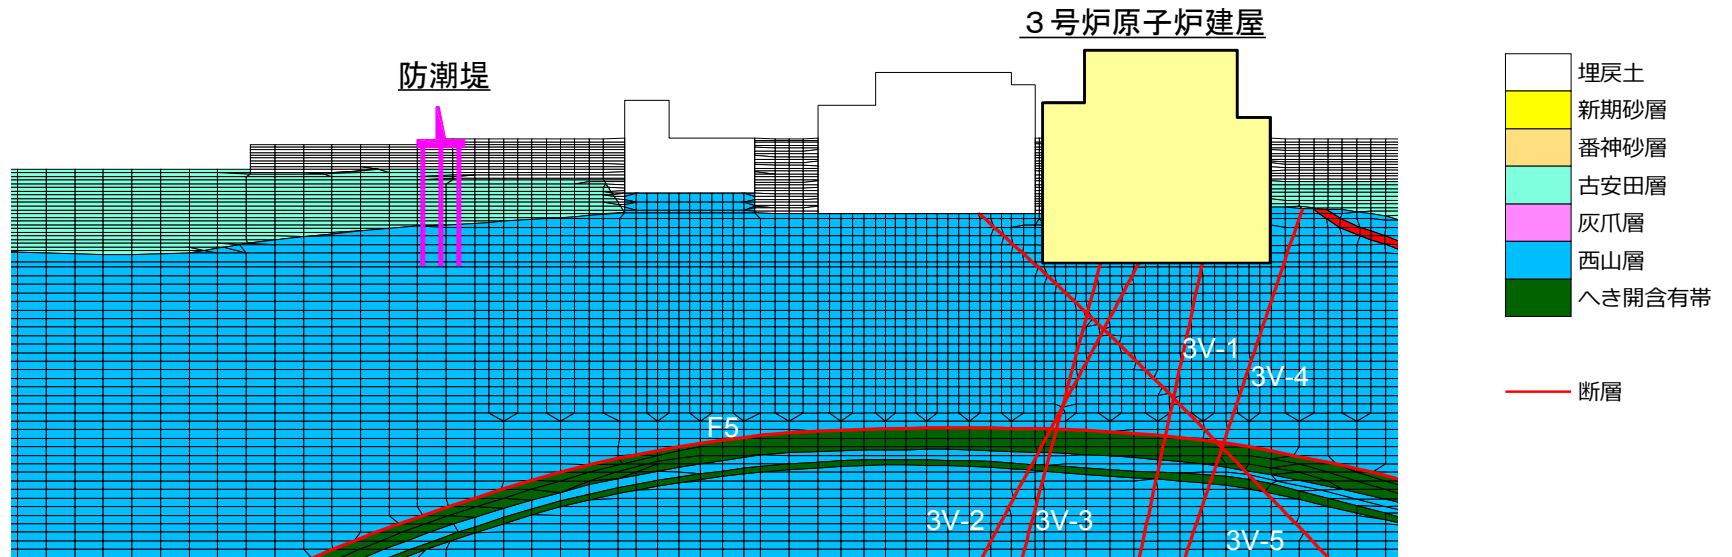 3号炉原子炉建屋
防潮堤
埋戻土
新期砂層
番神砂層
古安田層
灰爪層
西山層
へき開含有帯
断層
3V-1
3V-4
F5
3V-2
3V-3
3V-5